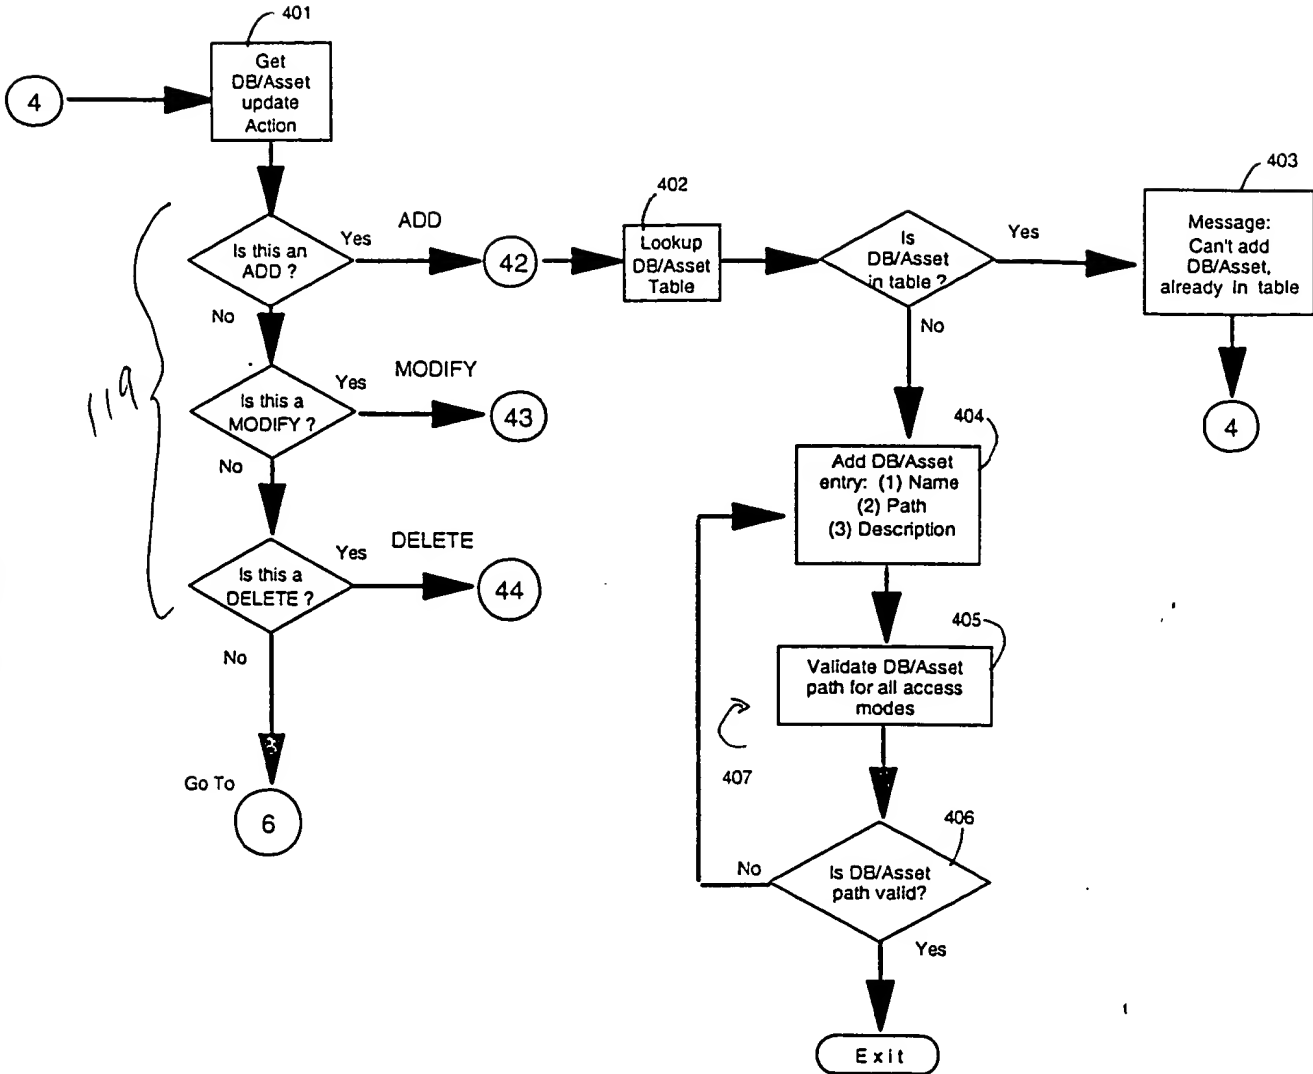 401
Get
DB/Asset
update
Action
4
Is this an
ADD ?
Yes
ADD
42
402
Lookup
DB/Asset
Table
Is
DB/Asset
in table ?
Yes
403
Message:
Can't add
DB/Asset,
already in table
4
No
No
119
Is this a
MODIFY ?
Yes
MODIFY
43
No
404
Add DB/Asset
entry: (1) Name
(2) Path
(3) Description
Is this a
DELETE ?
Yes
DELETE
44
No
405
Validate DB/Asset
path for all access
modes
407
Go To
6
406
Is DB/Asset
path valid?
No
Yes
Exit